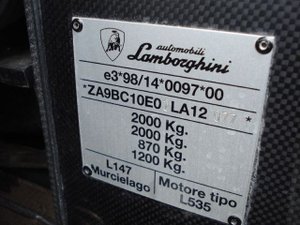 automobili
Lamborghini
e3*98/14*0097*00
*ZA9BC10E0 LA12 *
2000 Kg.
2000 Kg.
870 Kg.
1200 Kg.
L147
Murcielago
Motore tipo
L535